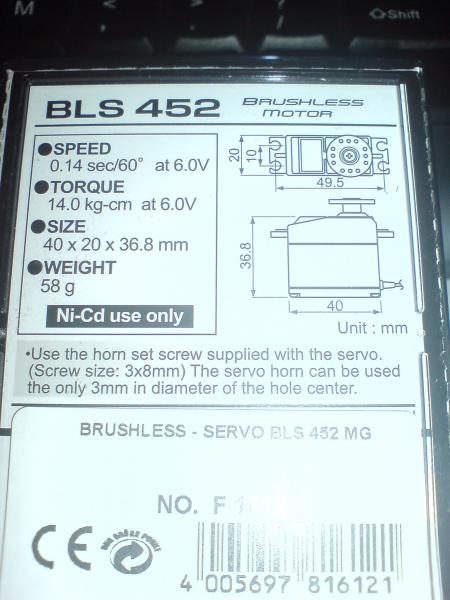 M
Shift
BLS 452 BRUSHLESS MOTOR
●SPEED
0.14 sec/60° at 6.0V
●TORQUE
14.0 kg-cm at 6.0V
●SIZE
40 x 20 x 36.8 mm
●WEIGHT
58 g
Ni-Cd use only
20
10
49.5
36.8
40
Unit : mm
•Use the horn set screw supplied with the servo.
(Screw size: 3x8mm) The servo horn can be used
the only 3mm in diameter of the hole center.
BRUSHLESS - SERVO BLS 452 MG
NO. F
CE
4 005697 816121